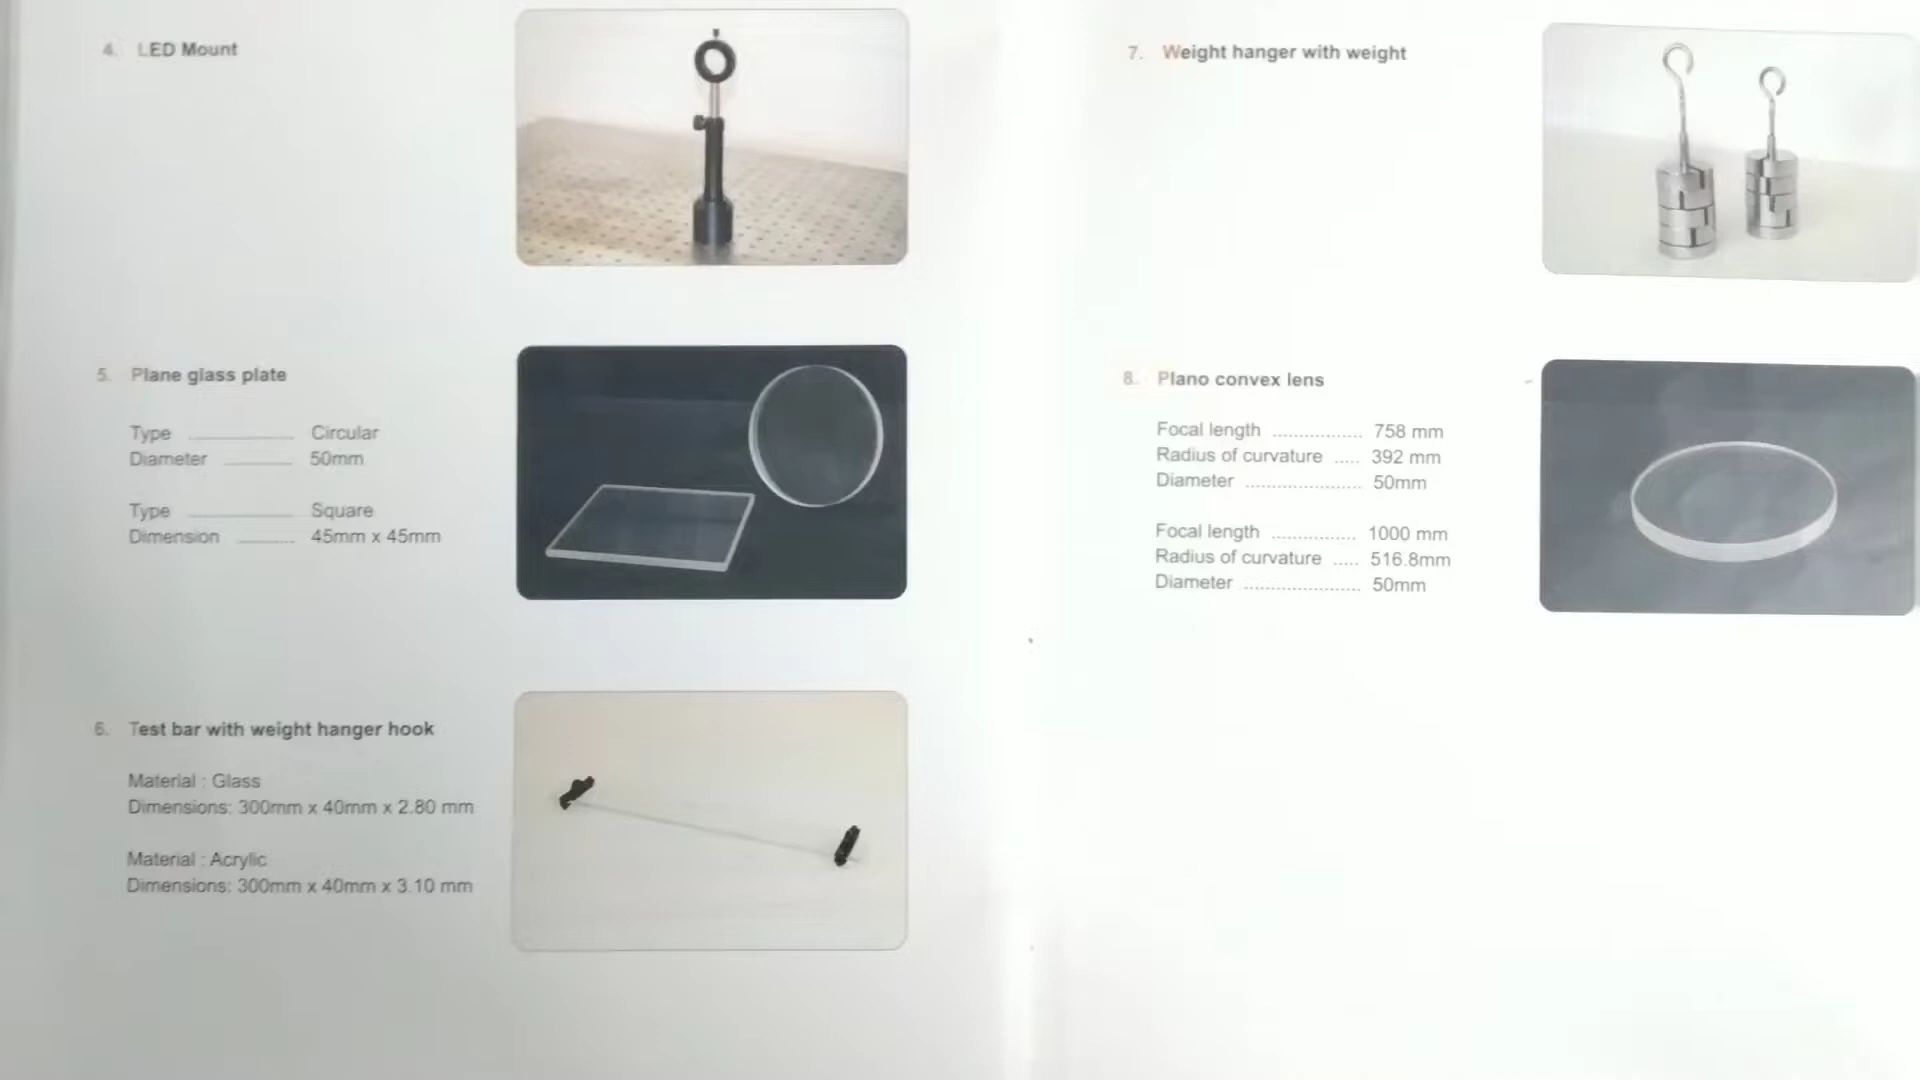 4. LED Mount
5. Plane glass plate
Type .................... Circular
Diameter ............. 50mm
Type .................... Square
Dimension ........... 45mm x 45mm
6. Test bar with weight hanger hook
Material : Glass
Dimensions: 300mm x 40mm x 2.80 mm
Material : Acrylic
Dimensions: 300mm x 40mm x 3.10 mm
7. Weight hanger with weight
8. Plano convex lens
Focal length ................ 758 mm
Radius of curvature ..... 392 mm
Diameter ..................... 50mm
Focal length ............... 1000 mm
Radius of curvature ..... 516.8mm
Diameter ..................... 50mm